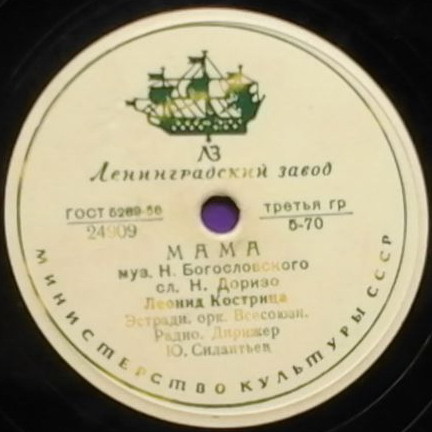 ЛЗ
Ленинградский завод
ГОСТ 5289-56
24909
третья гр
5-70
МАМА
муз. Н. Богословского
сл. Н. Доризо
Леонид Кострица
Эстрадн. орк. Всесоюзн.
Радио. Дирижер
Ю. Силантьев
МИНИСТЕРСТВО КУЛЬТУРЫ СССР